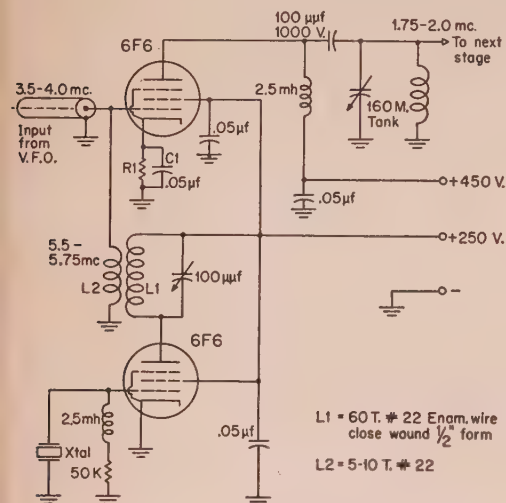 100 µµf
1000 V.
1.75-2.0 mc.
To next
stage
6F6
3.5-4.0 mc.
2.5mh
160 M.
Tank
Input
from
V.F.O.
.05µf
R1
C1
.05µf
.05µf
+450 V.
+250 V.
5.5-
5.75mc
L2
L1
100µµf
−
6F6
2.5mh
Xtal
50 K
.05µf
L1 = 60 T. # 22 Enam. wire
close wound 1/2" form
L2 = 5-10 T. # 22